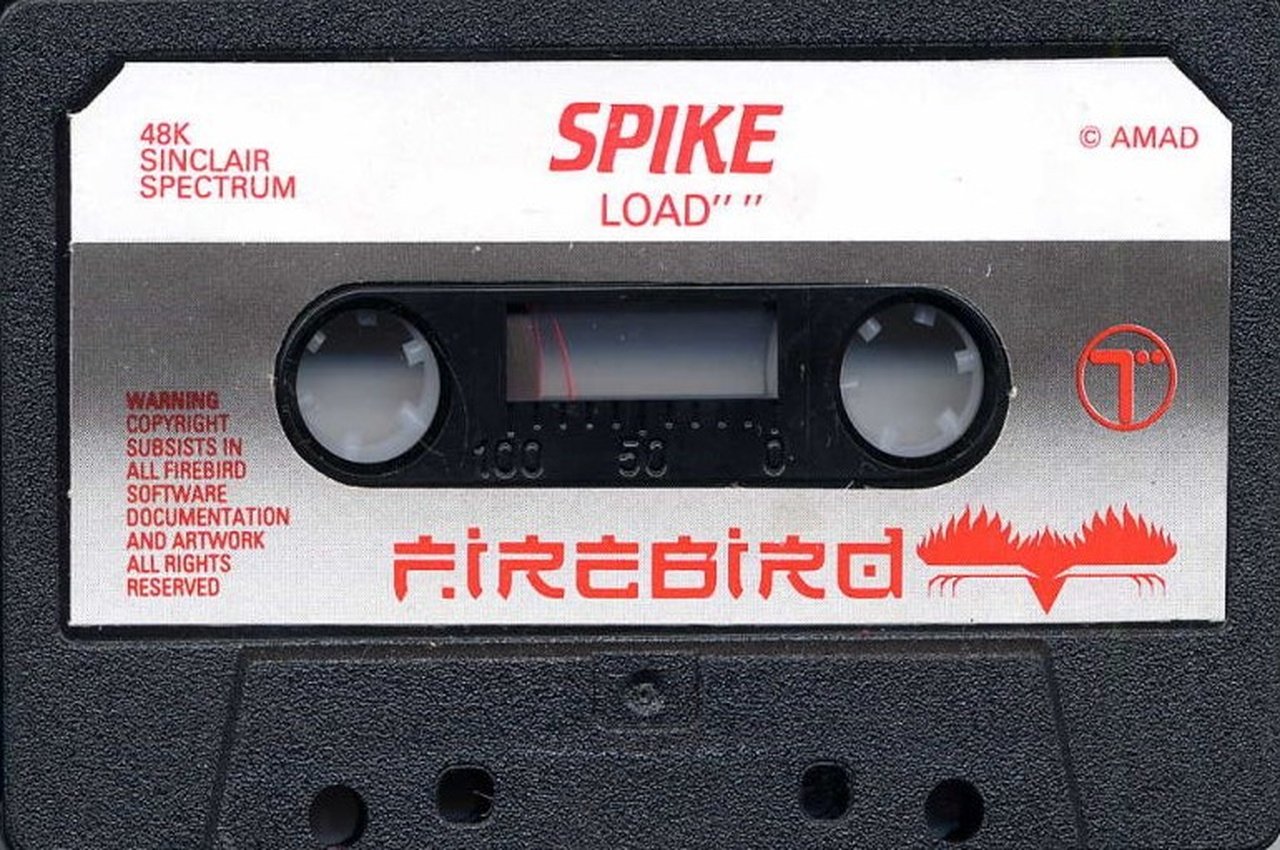 48K
SINCLAIR
SPECTRUM
SPIKE
LOAD” ”
© AMAD
100 50 0
WARNING
COPYRIGHT
SUBSISTS IN
ALL FIREBIRD
SOFTWARE
DOCUMENTATION
AND ARTWORK
ALL RIGHTS
RESERVED
T
FIREBIRD